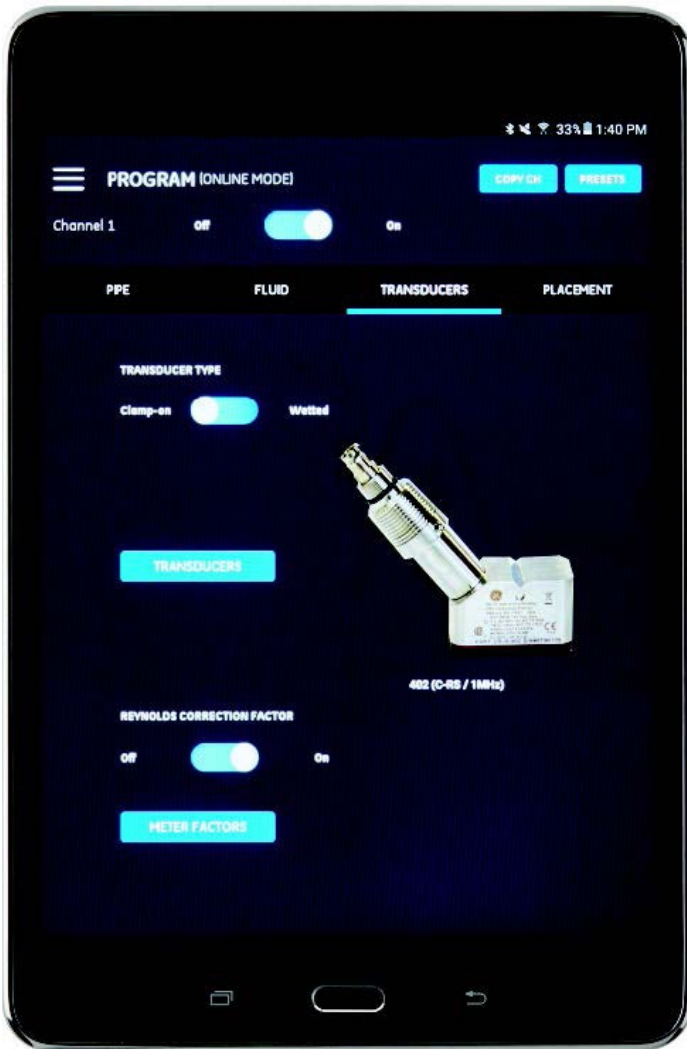 33% 1:40 PM
PROGRAM (ONLINE MODE)
COPY CH
PRESETS
Channel 1
Off
On
PIPE
FLUID
TRANSDUCERS
PLACEMENT
TRANSDUCER TYPE
Clamp-on
Wetted
TRANSDUCERS
402 (C-RS / 1MHz)
REYNOLDS CORRECTION FACTOR
Off
On
METER FACTORS